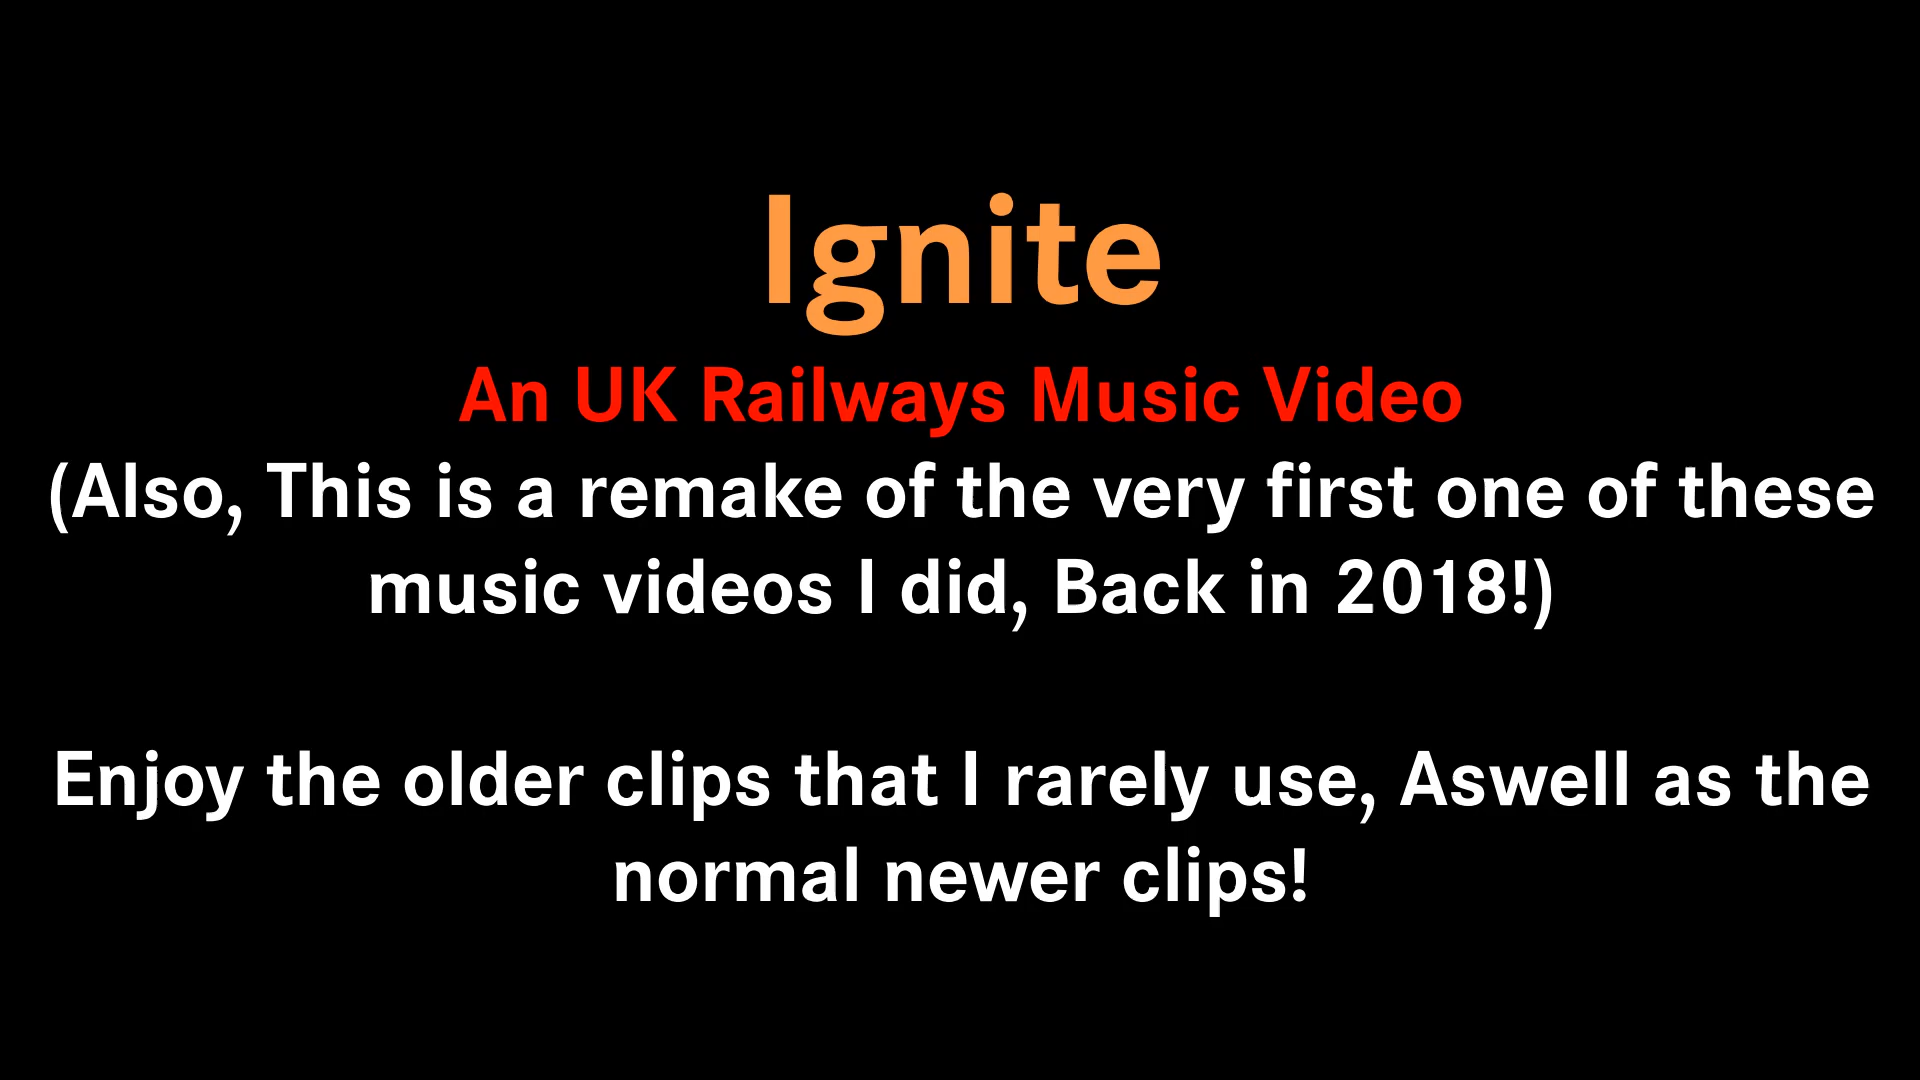 Ignite
An UK Railways Music Video
(Also, This is a remake of the very first one of these
music videos I did, Back in 2018!)
Enjoy the older clips that I rarely use, Aswell as the
normal newer clips!